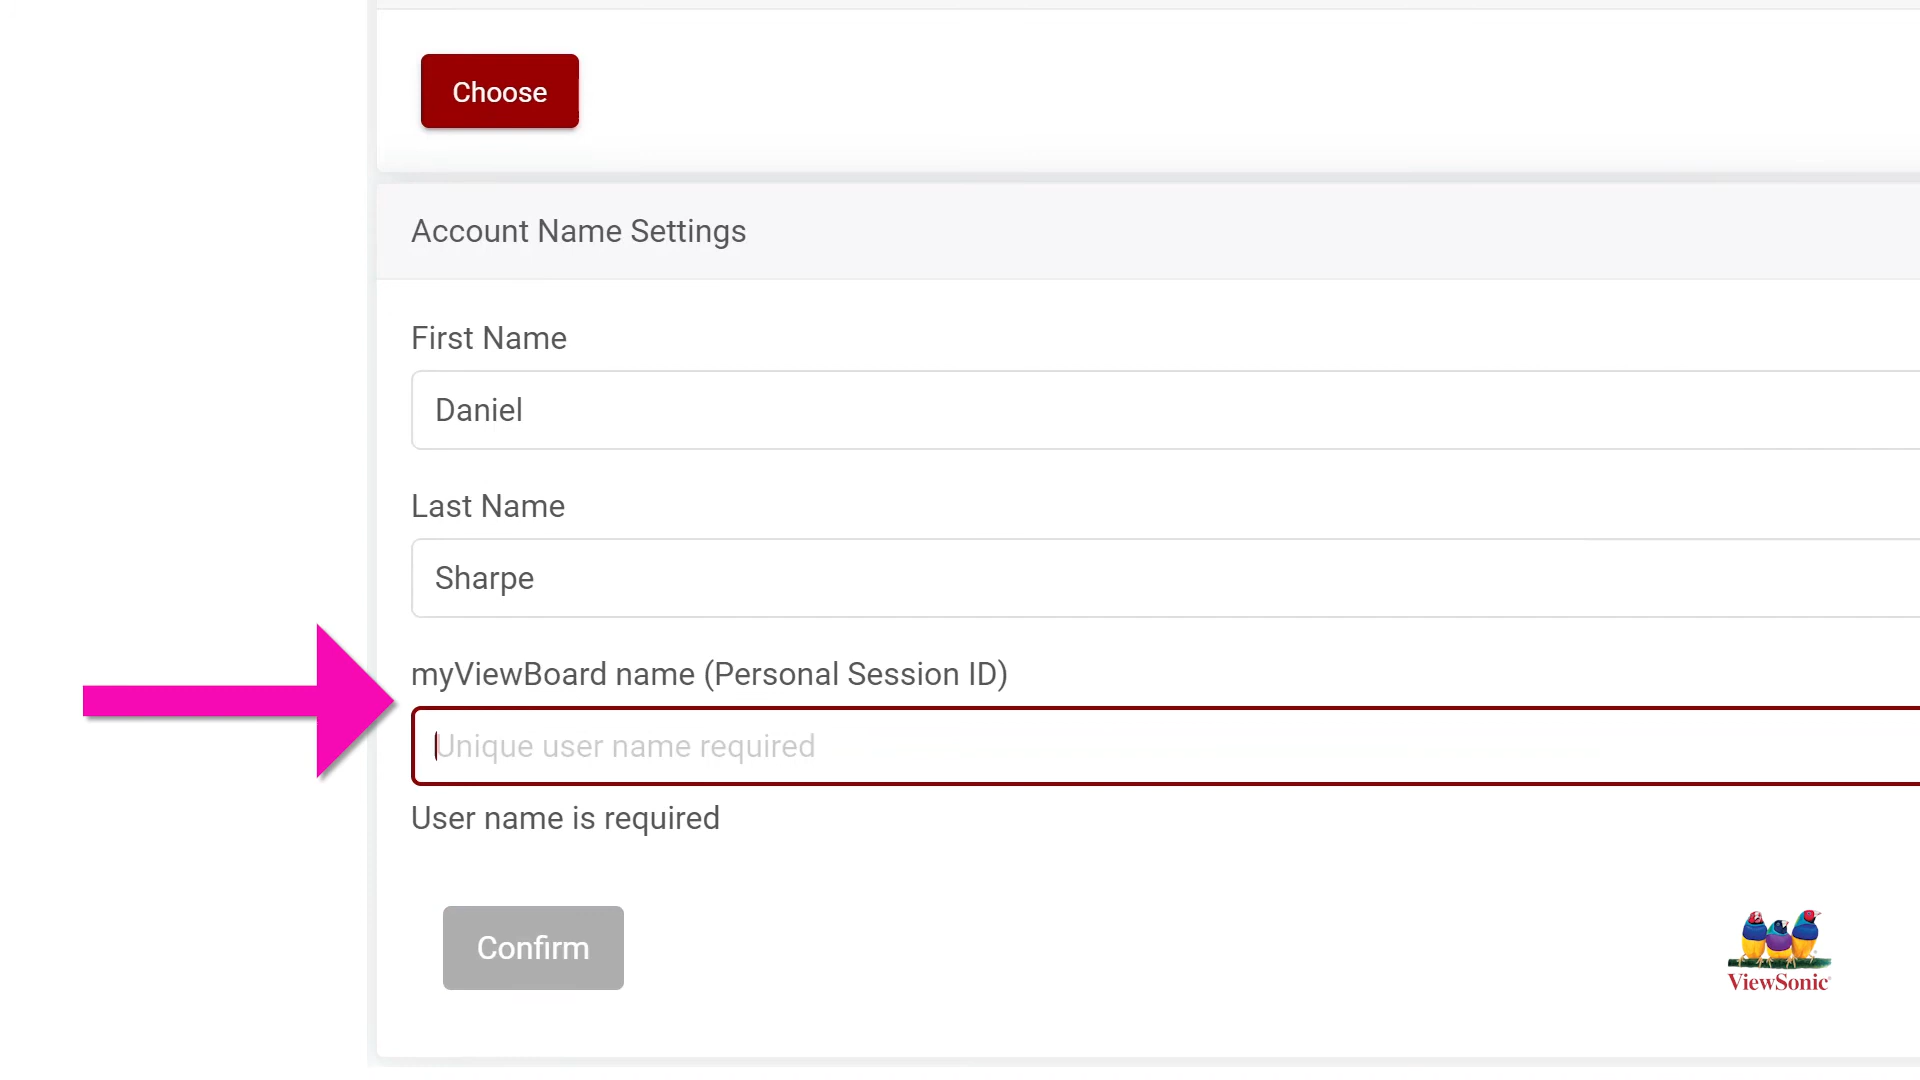 Choose
Account Name Settings
First Name
Daniel
Last Name
Sharpe
myViewBoard name (Personal Session ID)
Unique user name required
User name is required
Confirm
ViewSonic